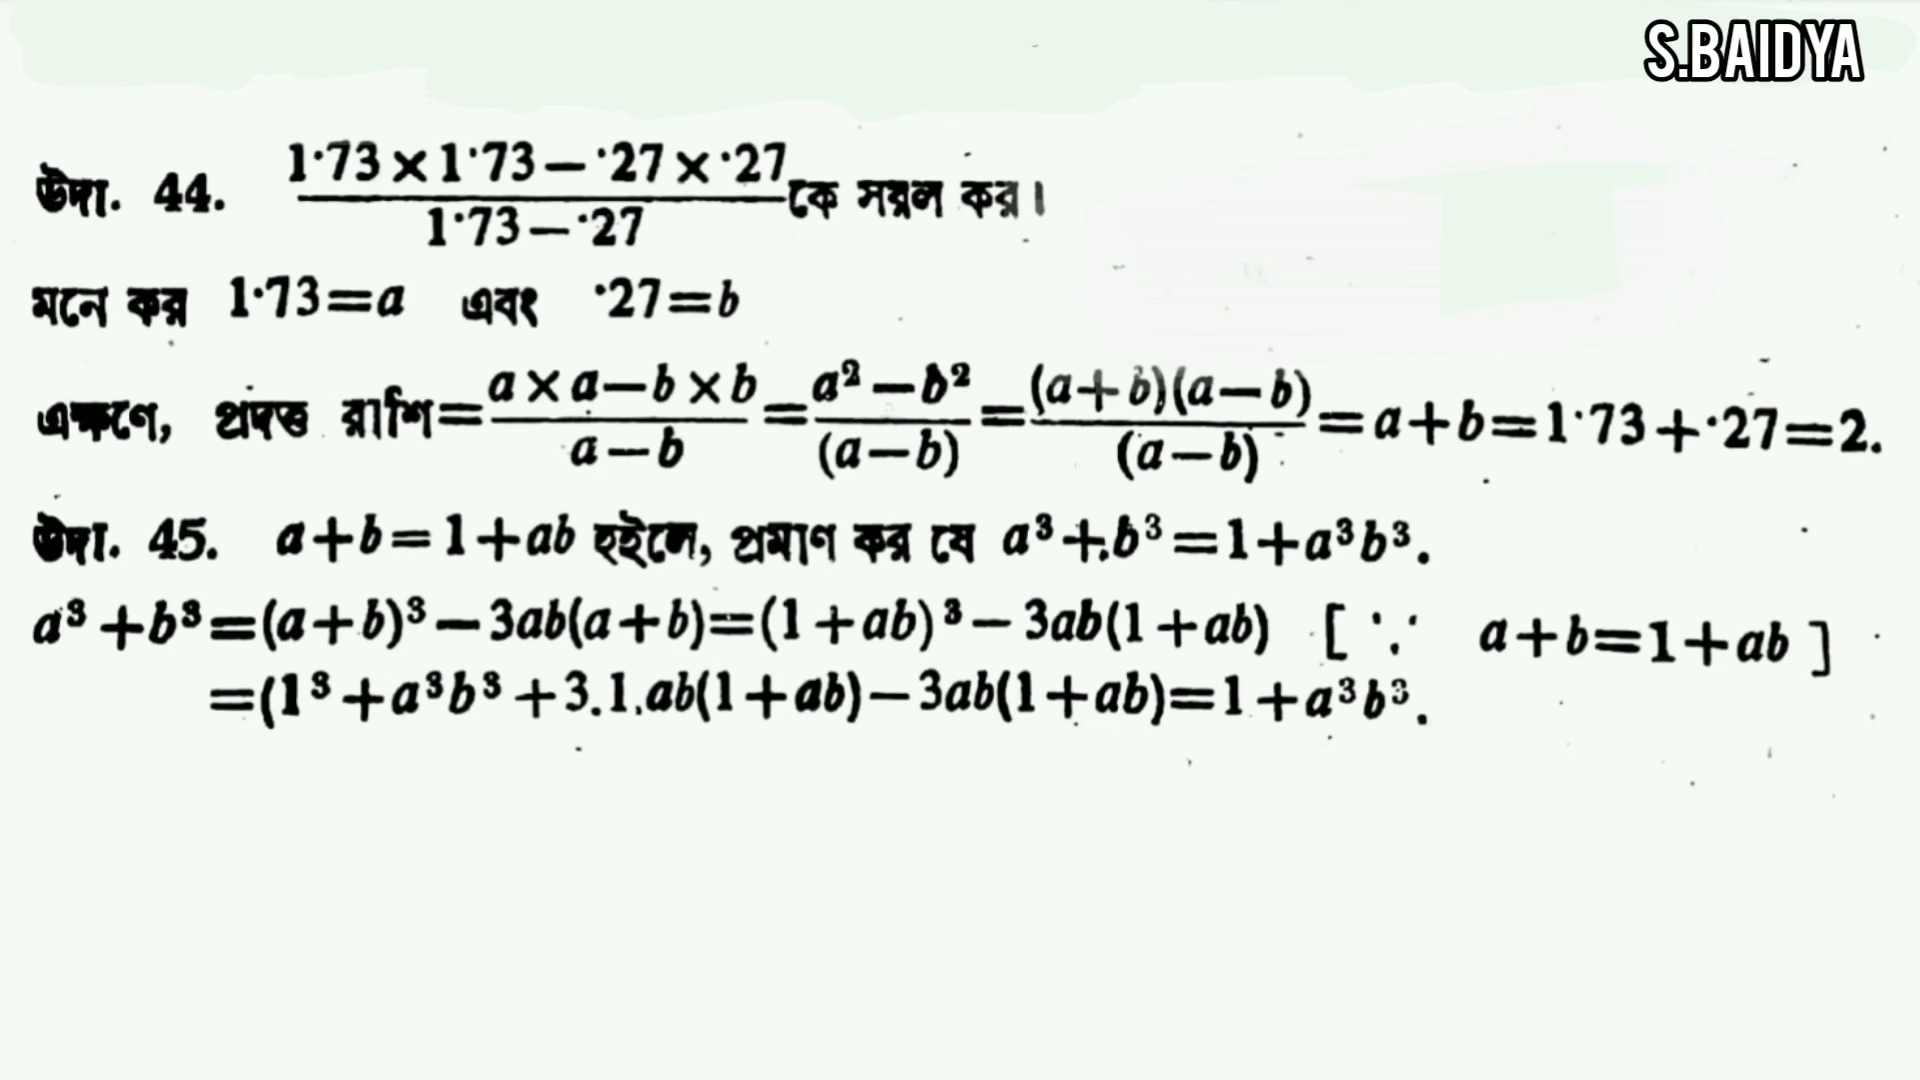 S.BAIDYA
উদা. 44. (1·73 × 1·73 − ·27 × ·27)/(1·73 − ·27) কে সরল কর।
মনে কর 1·73 = a এবং ·27 = b
এক্ষণে, প্রদত্ত রাশি = (a × a − b × b)/(a − b) = (a² − b²)/((a − b)) = ((a + b)(a − b))/((a − b)) = a + b = 1·73 + ·27 = 2.
উদা. 45. a + b = 1 + ab হইলে, প্রমাণ কর যে a³ + b³ = 1 + a³b³.
a³ + b³ = (a + b)³ − 3ab(a + b) = (1 + ab)³ − 3ab(1 + ab) [ ∵ a + b = 1 + ab ]
= (1³ + a³b³ + 3.1.ab(1 + ab) − 3ab(1 + ab) = 1 + a³b³.